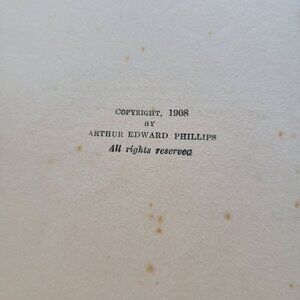 COPYRIGHT, 1908
BY
ARTHUR EDWARD PHILLIPS
All rights reserved